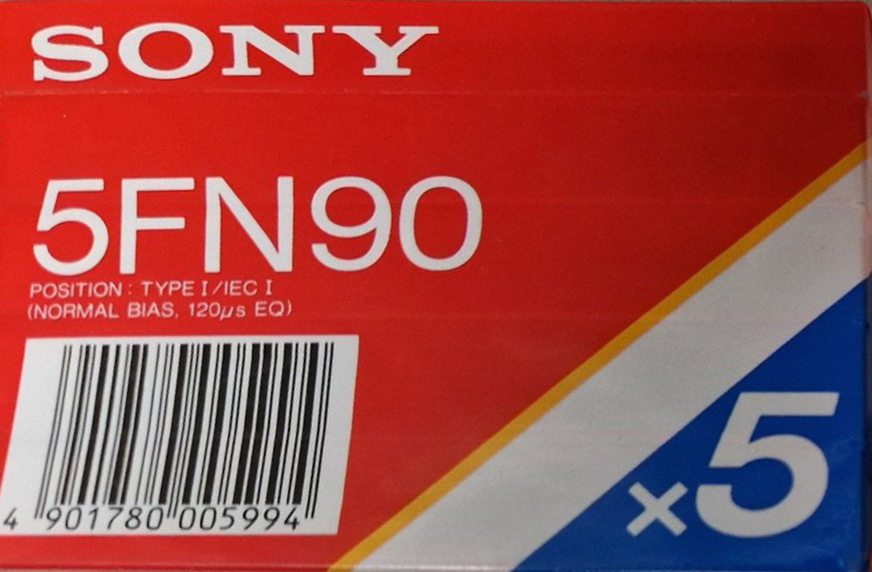 SONY
5FN90
POSITION : TYPE I/IEC I
(NORMAL BIAS, 120µs EQ)
4 901780 005994
×5